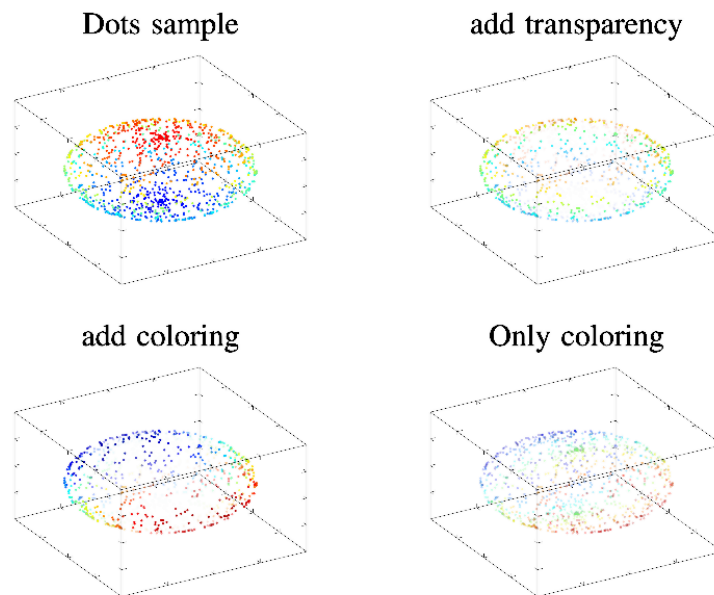 Dots sample
add transparency
add coloring
Only coloring